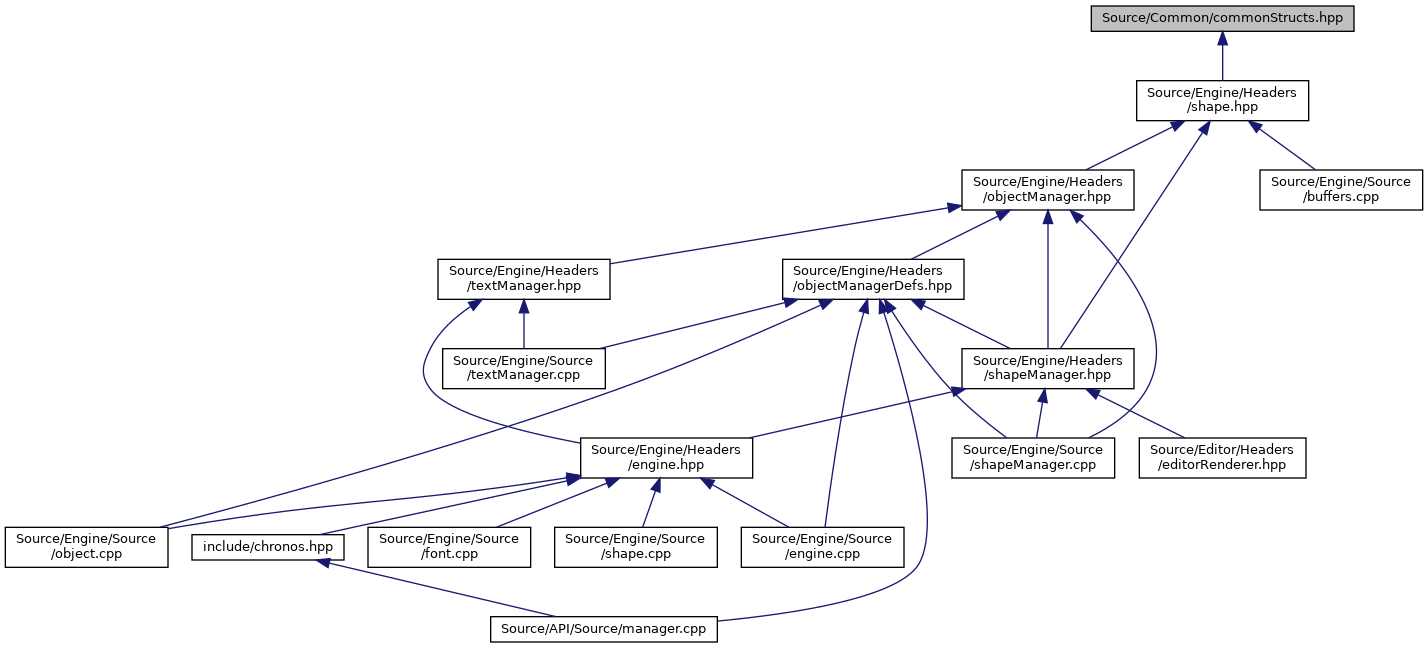 Source/Common/commonStructs.hpp
Source/Engine/Headers
/shape.hpp
Source/Engine/Headers
/objectManager.hpp
Source/Engine/Source
/buffers.cpp
Source/Engine/Headers
/textManager.hpp
Source/Engine/Headers
/objectManagerDefs.hpp
Source/Engine/Source
/textManager.cpp
Source/Engine/Headers
/shapeManager.hpp
Source/Engine/Headers
/engine.hpp
Source/Engine/Source
/shapeManager.cpp
Source/Editor/Headers
/editorRenderer.hpp
Source/Engine/Source
/object.cpp
include/chronos.hpp
Source/Engine/Source
/font.cpp
Source/Engine/Source
/shape.cpp
Source/Engine/Source
/engine.cpp
Source/API/Source/manager.cpp